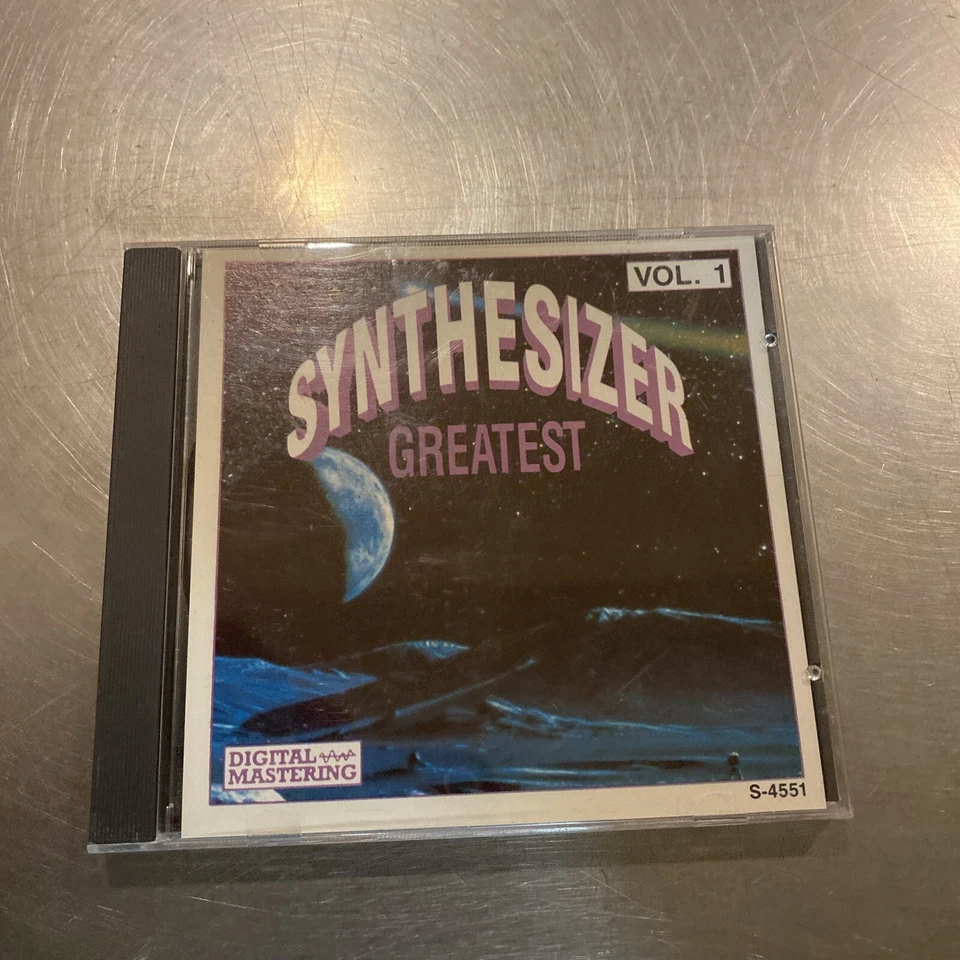 VOL. 1
SYNTHESIZER
GREATEST
DIGITAL
MASTERING
S-4551